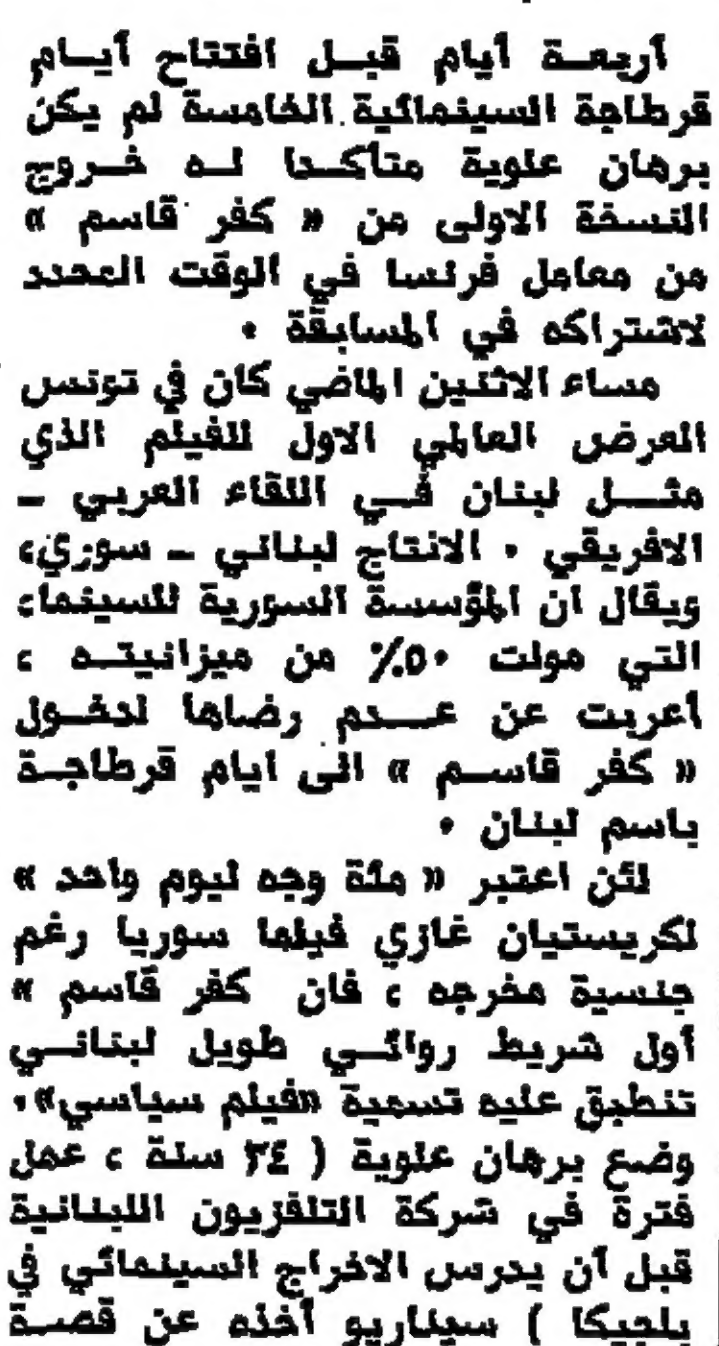 أربعة أيام قبل افتتاح أيام
قرطاجة السينمائية الخامسة لم يكن
برهان علوية متأكدا له خروج
النسخة الاولى من « كفر قاسم »
من معامل فرنسا في الوقت المحدد
لاشتراكه في المسابقة .
مساء الاثنين الماضي كان في تونس
العرض العالمي الاول للفيلم الذي
مثل لبنان في اللقاء العربي ـ
الافريقي . الانتاج لبناني ـ سوري،
ويقال ان المؤسسة السورية للسينما،
التي مولت ٥٠٪ من ميزانيته ،
أعربت عن عدم رضاها لدخول
« كفر قاسم » الى ايام قرطاجة
باسم لبنان .
لئن اعتبر « مئة وجه ليوم واحد »
لكريستيان غازي فيلما سوريا رغم
جنسية مخرجه ، فان كفر قاسم »
أول شريط روائي طويل لبناني
تنطبق عليه تسمية «فيلم سياسي».
وضع برهان علوية ( ٣٤ سنة ، عمل
فترة في شركة التلفزيون اللبنانية
قبل أن يدرس الاخراج السينمائي في
بلجيكا ) سيناريو أخذه عن قصة